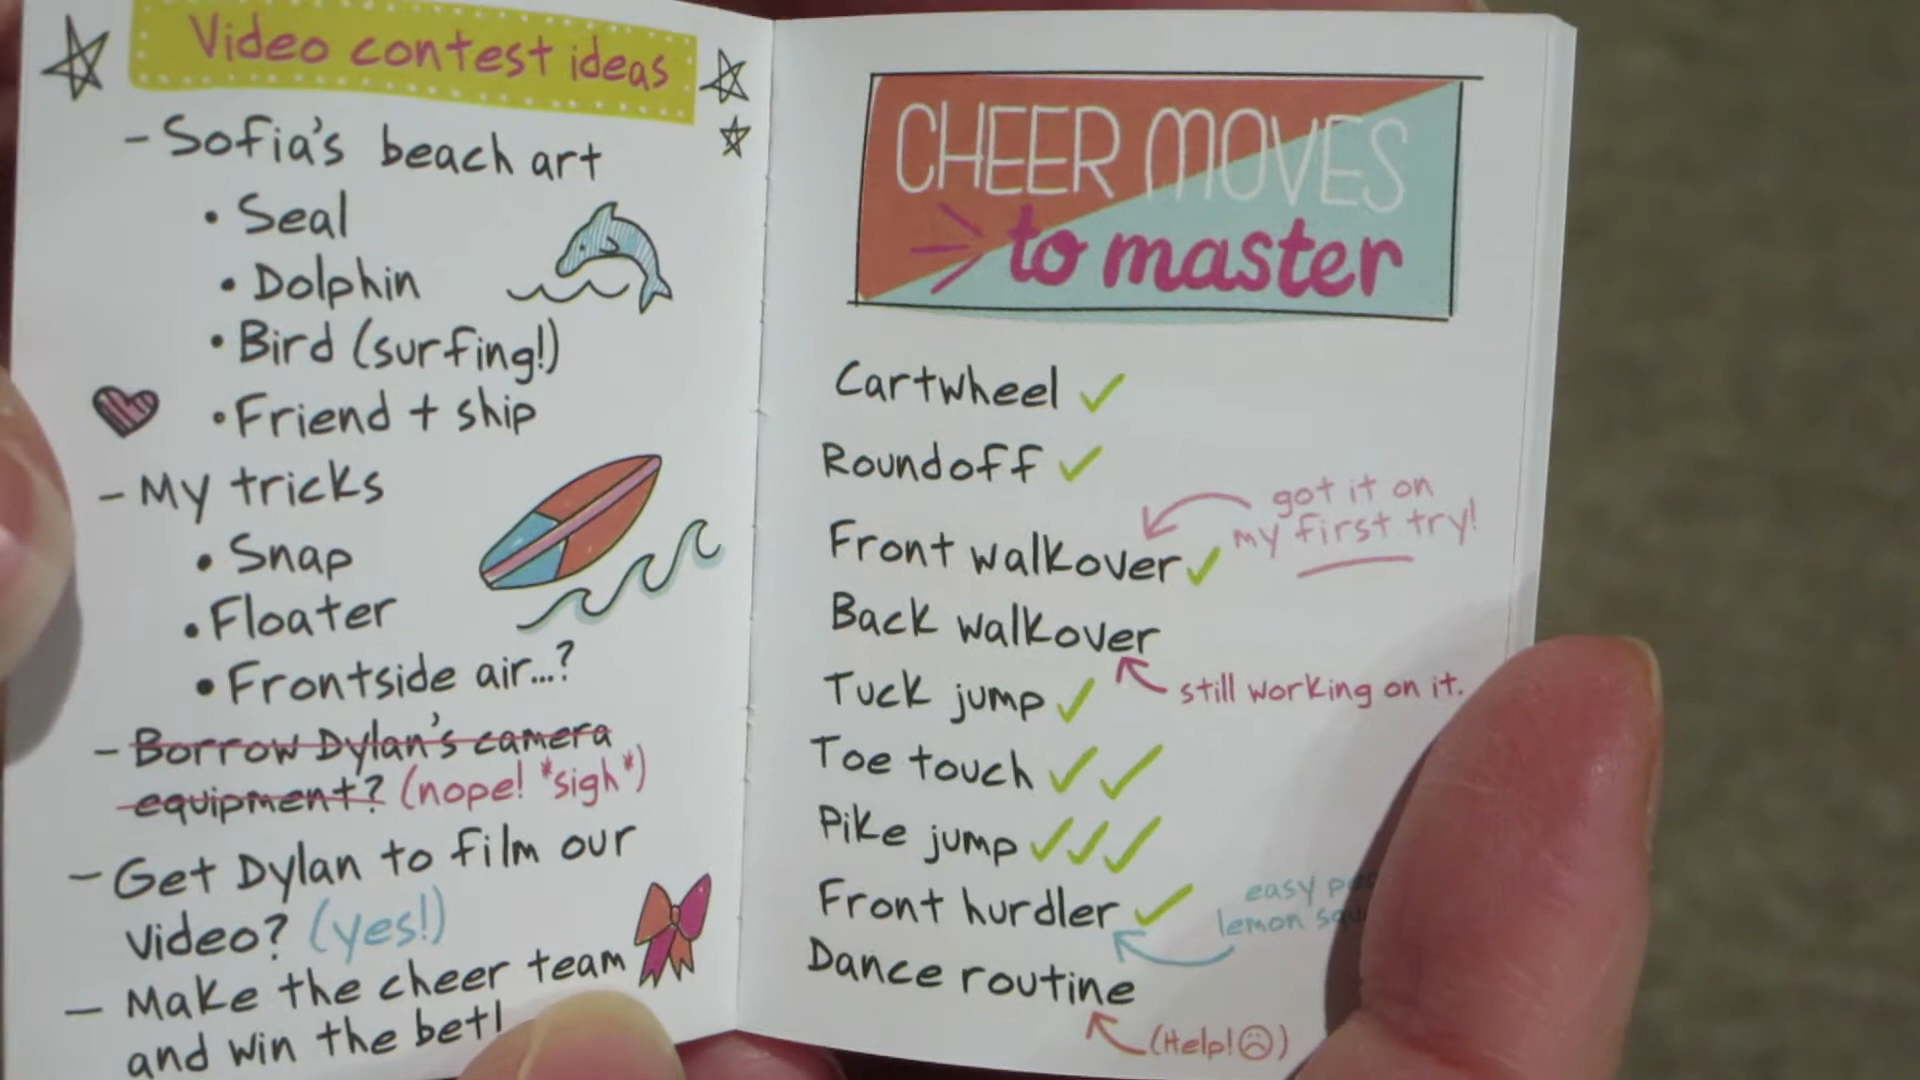 Video contest ideas
- Sofia's beach art
• Seal
• Dolphin
• Bird (surfing!)
• Friend + ship
- My tricks
• Snap
• Floater
• Frontside air...?
- Borrow Dylan's camera
equipment? (nope! *sigh*)
- Get Dylan to film our
video? (yes!)
- Make the cheer team
and win the bet!
CHEER MOVES
to master
Cartwheel ✓
Roundoff ✓
got it on
my first try!
Front walkover ✓
Back walkover
still working on it.
Tuck jump ✓
Toe touch ✓✓
Pike jump ✓✓✓
Front hurdler ✓
easy
lemon
Dance routine
(Help! ☹)